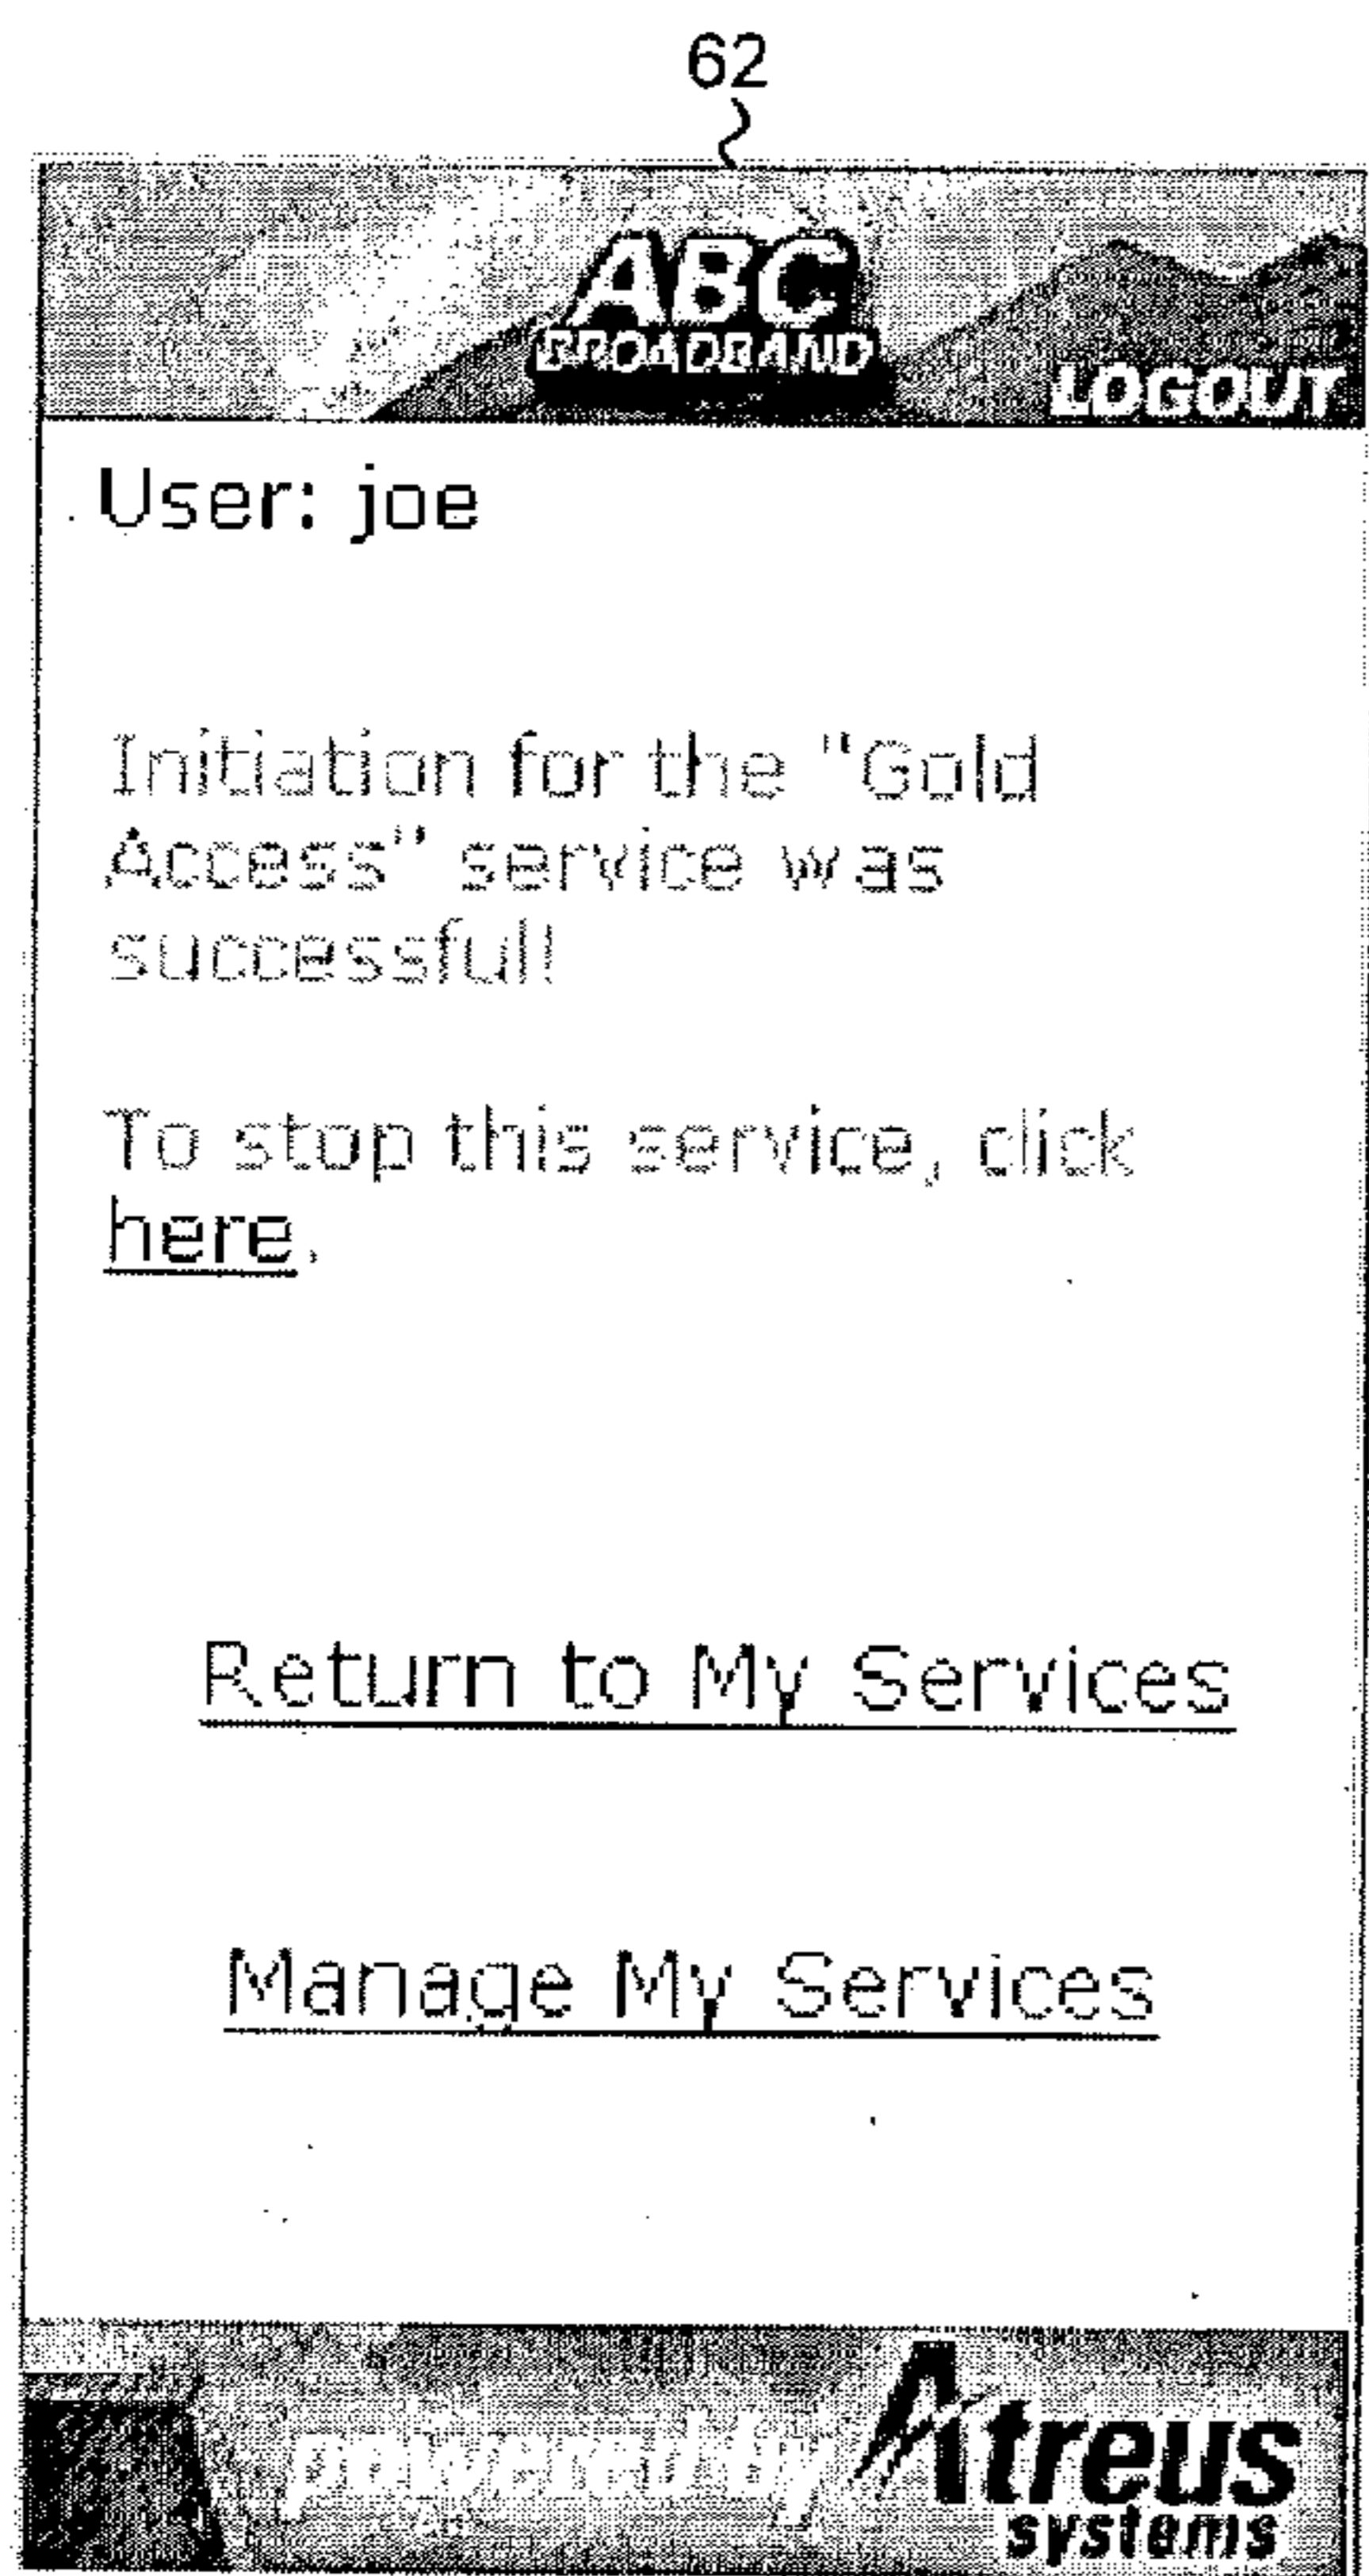 62
ABC
BROADBAND
LOGOUT
User: joe
Initiation for the "Gold
Access" service was
successful!
To stop this service, click
here.
Return to My Services
Manage My Services
powered by
Atreus
systems